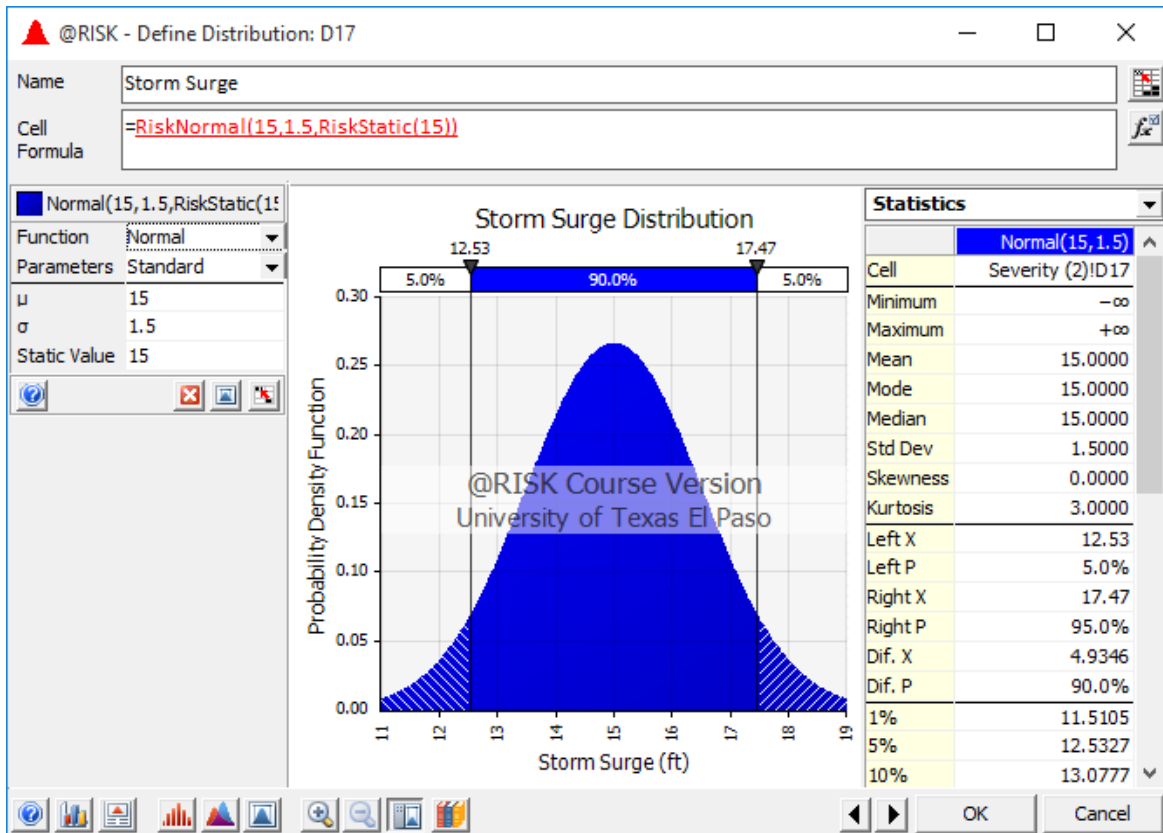 @RISK - Define Distribution: D17
Name
Storm Surge
Cell
Formula
=RiskNormal(15,1.5,RiskStatic(15))
Normal(15,1.5,RiskStatic(15
Function Normal
Parameters Standard
μ 15
σ 1.5
Static Value 15
Storm Surge Distribution
12.53 17.47
5.0% 90.0% 5.0%
0.30
0.25
0.20
0.15
0.10
0.05
0.00
Probability Density Function
@RISK Course Version
University of Texas El Paso
11 12 13 14 15 16 17 18 19
Storm Surge (ft)
Statistics
Normal(15,1.5)
Cell Severity (2)!D17
Minimum −∞
Maximum +∞
Mean 15.0000
Mode 15.0000
Median 15.0000
Std Dev 1.5000
Skewness 0.0000
Kurtosis 3.0000
Left X 12.53
Left P 5.0%
Right X 17.47
Right P 95.0%
Dif. X 4.9346
Dif. P 90.0%
1% 11.5105
5% 12.5327
10% 13.0777
OK Cancel